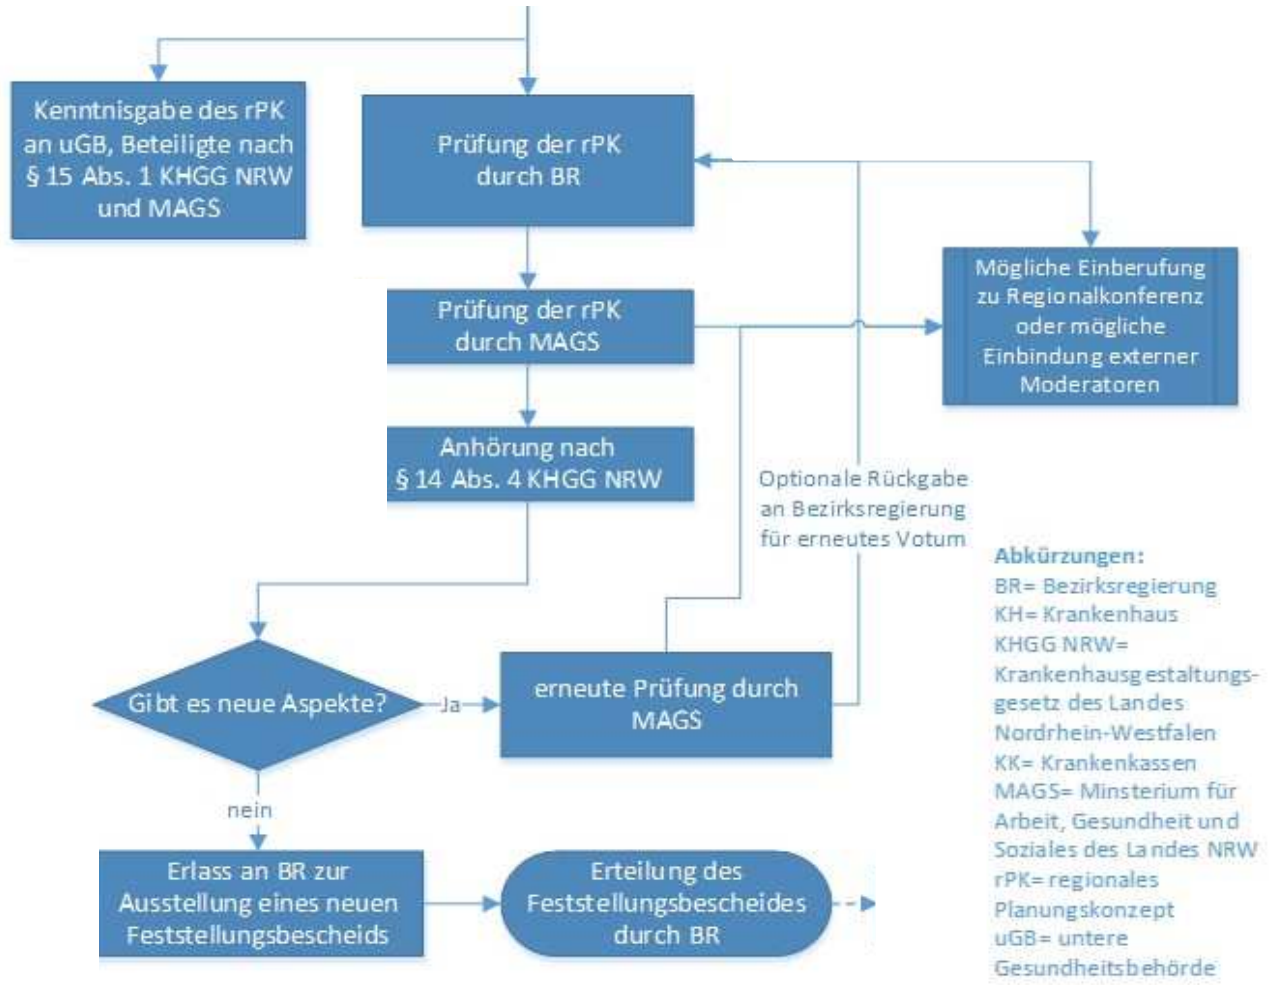 Kenntnisgabe des rPK
an uGB, Beteiligte nach
§ 15 Abs. 1 KHGG NRW
und MAGS
Prüfung der rPK
durch BR
Mögliche Einberufung
zu Regionalkonferenz
oder mögliche
Einbindung externer
Moderatoren
Prüfung der rPK
durch MAGS
Anhörung nach
§ 14 Abs. 4 KHGG NRW
Optionale Rückgabe
an Bezirksregierung
für erneutes Votum
Gibt es neue Aspekte?
Ja
erneute Prüfung durch
MAGS
nein
Erlass an BR zur
Ausstellung eines neuen
Feststellungsbescheids
Erteilung des
Feststellungsbescheides
durch BR
Abkürzungen:
BR= Bezirksregierung
KH= Krankenhaus
KHGG NRW=
Krankenhausgestaltungs-
gesetz des Landes
Nordrhein-Westfalen
KK= Krankenkassen
MAGS= Minsterium für
Arbeit, Gesundheit und
Soziales des Landes NRW
rPK= regionales
Planungskonzept
uGB= untere
Gesundheitsbehörde